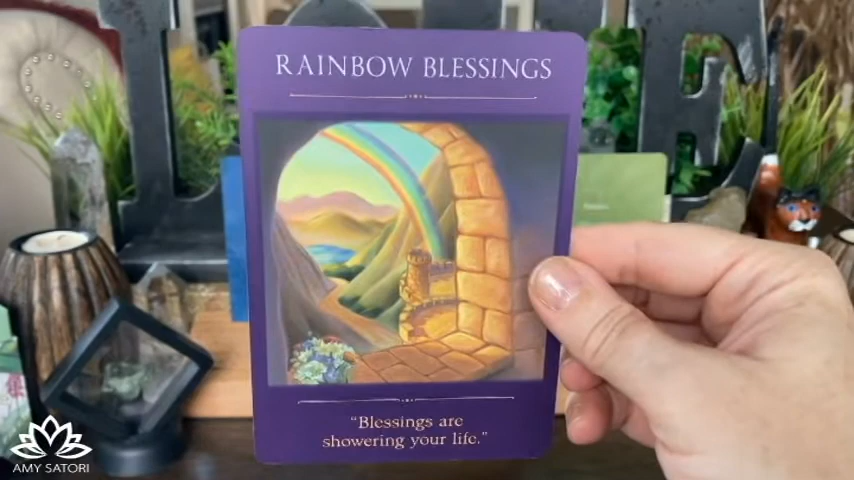 RAINBOW BLESSINGS
“Blessings are
showering your life.”
AMY SATORI